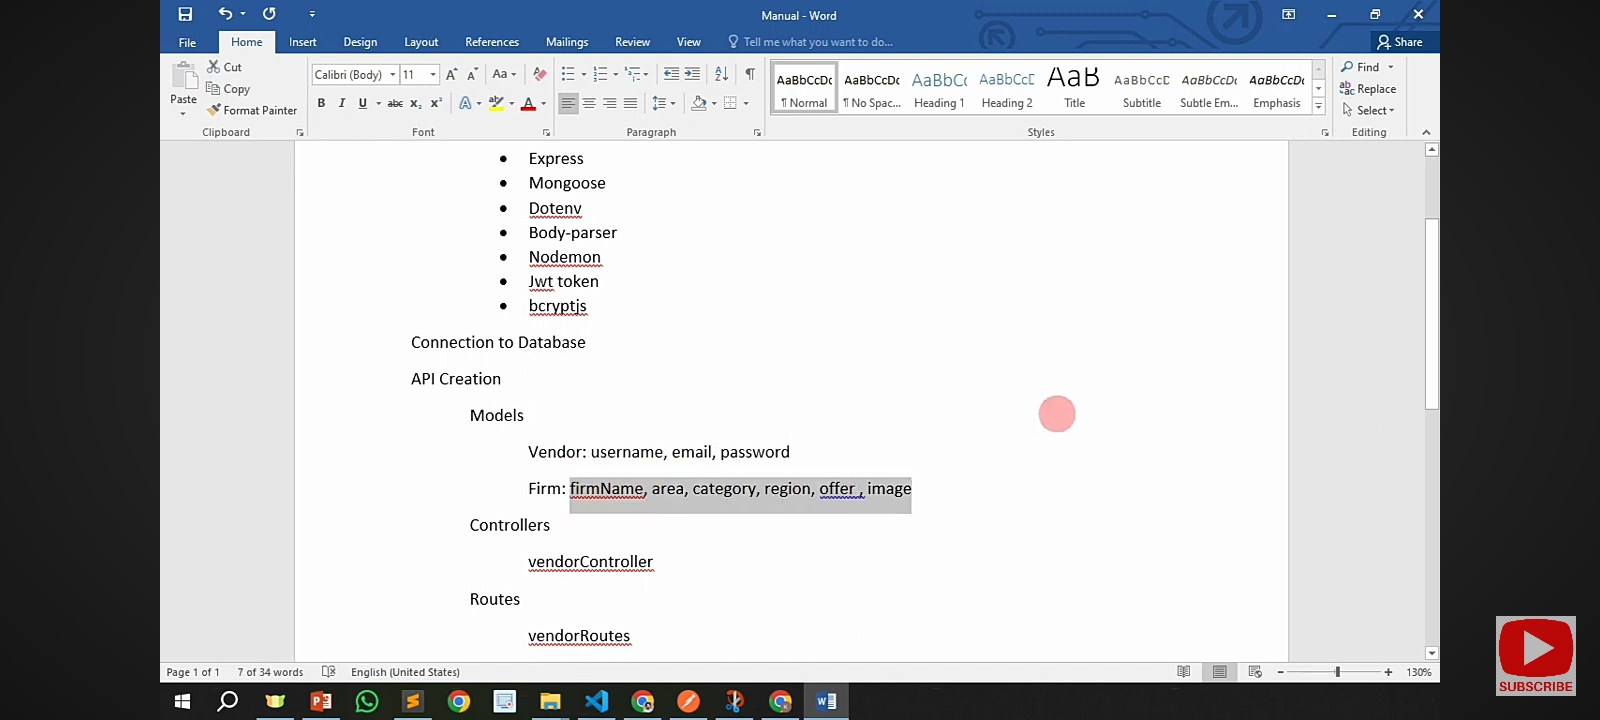 Manual - Word
File Home Insert Design Layout References Mailings Review View Tell me what you want to do... Share
Paste
Cut
Copy
Format Painter
Clipboard
Calibri (Body) 11
Font
Paragraph
AaBbCcDc AaBbCcDc AaBbCc AaBbCcD AaB AaBbCcD AaBbCcDc AaBbCcDc
¶ Normal ¶ No Spac... Heading 1 Heading 2 Title Subtitle Subtle Em... Emphasis
Styles
Find
Replace
Select
Editing
• Express
• Mongoose
• Dotenv
• Body-parser
• Nodemon
• Jwt token
• bcryptjs
Connection to Database
API Creation
Models
Vendor: username, email, password
Firm: firmName, area, category, region, offer , image
Controllers
vendorController
Routes
vendorRoutes
Page 1 of 1 7 of 34 words English (United States) 130%
SUBSCRIBE